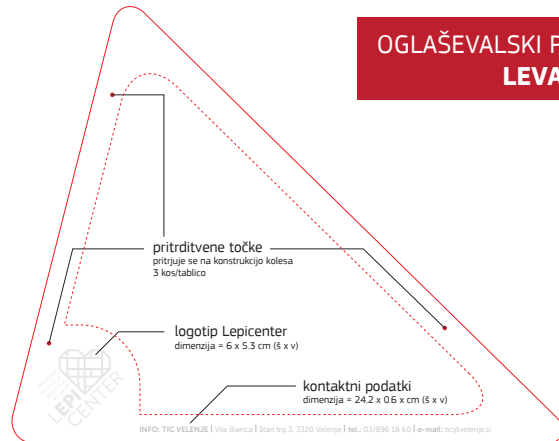 OGLAŠEVALSKI P
LEVA
pritrditvene točke
pritrjuje se na konstrukcijo kolesa
3 kos/tablico
logotip Lepicenter
dimenzija = 6 x 5.3 cm (š x v)
LEPI
CENTER
kontaktni podatki
dimenzija = 24.2 x 0.6 x cm (š x v)
INFO: TIC VELENJE | Vila Bianca | Stari trg 3, 3320 Velenje | tel.: 03/896 18 60 | e-mail: tic@velenje.si